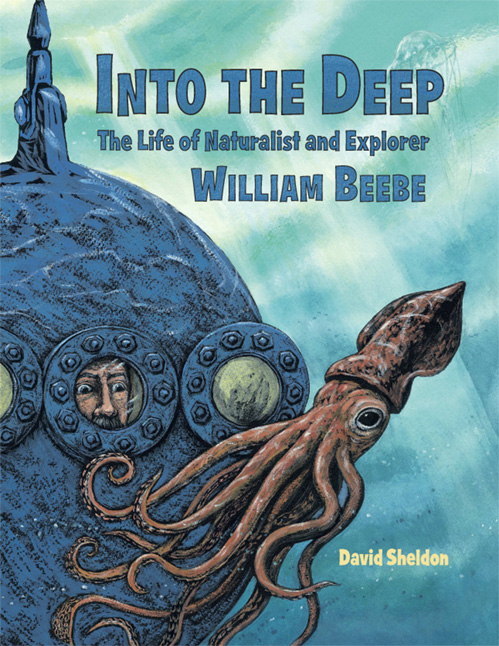 INTO THE DEEP
The Life of Naturalist and Explorer
WILLIAM BEEBE
David Sheldon